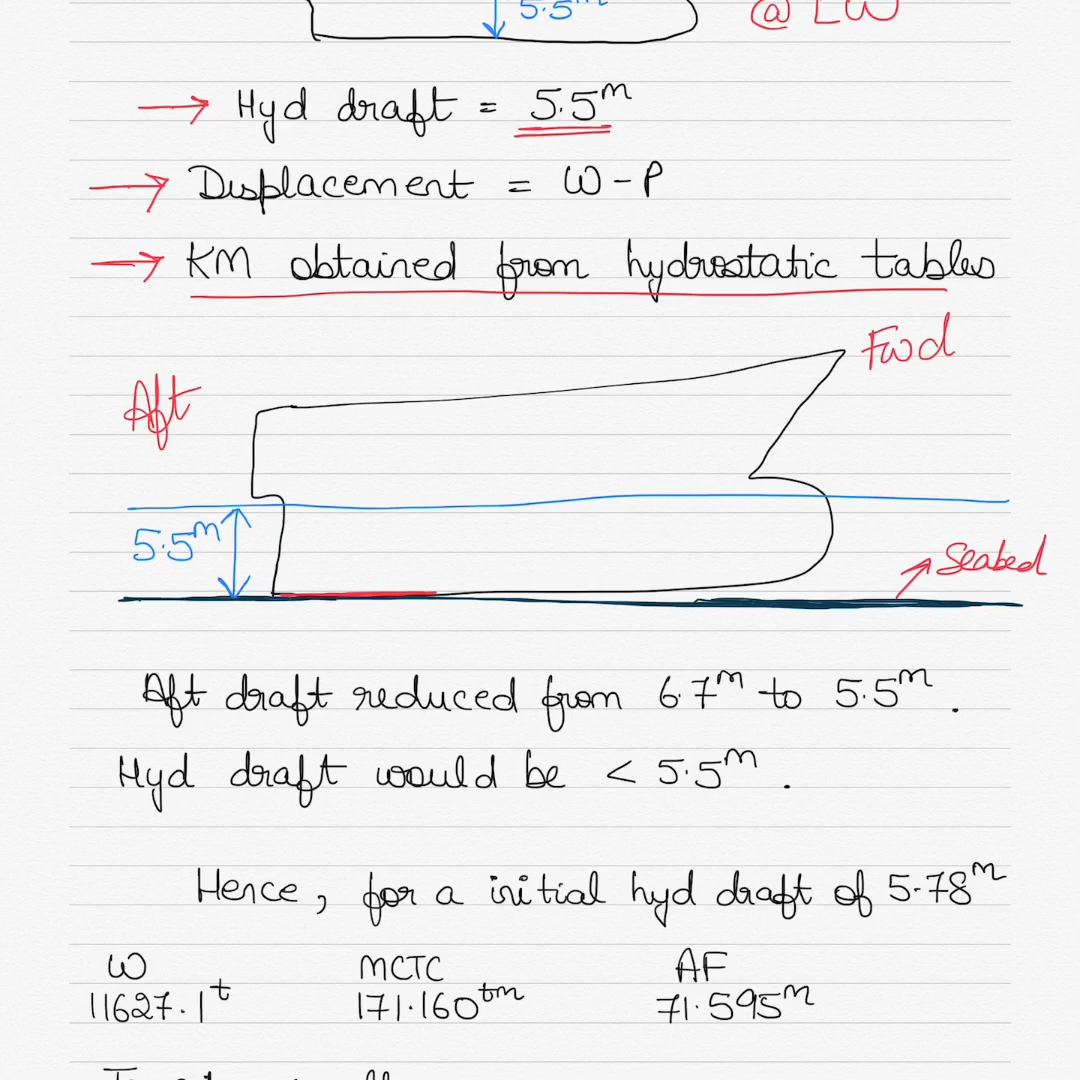 5.5m @ LW
→ Hyd draft = 5.5m
→ Displacement = W - P
→ KM obtained from hydrostatic tables
Fwd
Aft
5.5m
Seabed
Aft draft reduced from 6.7m to 5.5m.
Hyd draft would be < 5.5m.
Hence, for a initial hyd draft of 5.78m
W MCTC AF
11627.1t 171.160tm 71.595m